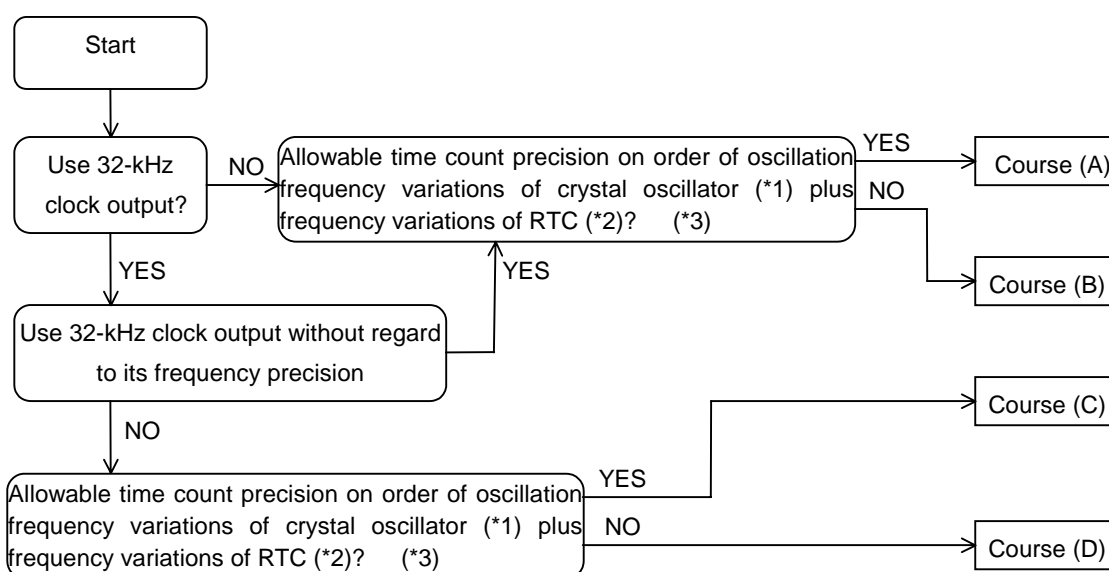 Start
Use 32-kHz
clock output?
NO
Allowable time count precision on order of oscillation
frequency variations of crystal oscillator (*1) plus
frequency variations of RTC (*2)? (*3)
YES
Course (A)
NO
Course (B)
YES
YES
Use 32-kHz clock output without regard
to its frequency precision
NO
Course (C)
Allowable time count precision on order of oscillation
frequency variations of crystal oscillator (*1) plus
frequency variations of RTC (*2)? (*3)
YES
NO
Course (D)